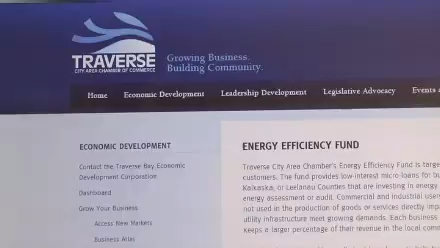 TRAVERSE
CITY AREA CHAMBER OF COMMERCE
Growing Business.
Building Community.
Home Economic Development Leadership Development Legislative Advocacy Events
ECONOMIC DEVELOPMENT
Contact the Traverse Bay Economic
Development Corporation
Dashboard
Grow Your Business
Access New Markets
Business Atlas
ENERGY EFFICIENCY FUND
Traverse City Area Chamber's Energy Efficiency Fund is targe
customers. The fund provides low-interest micro-loans for bu
Kalkaska, or Leelanau Counties that are investing in energy
energy assessment or audit. Commercial and industrial users
not used in the production of goods or services directly impa
utility infrastructure meet growing demands. Each business
keeps a larger percentage of their revenue in the local comm